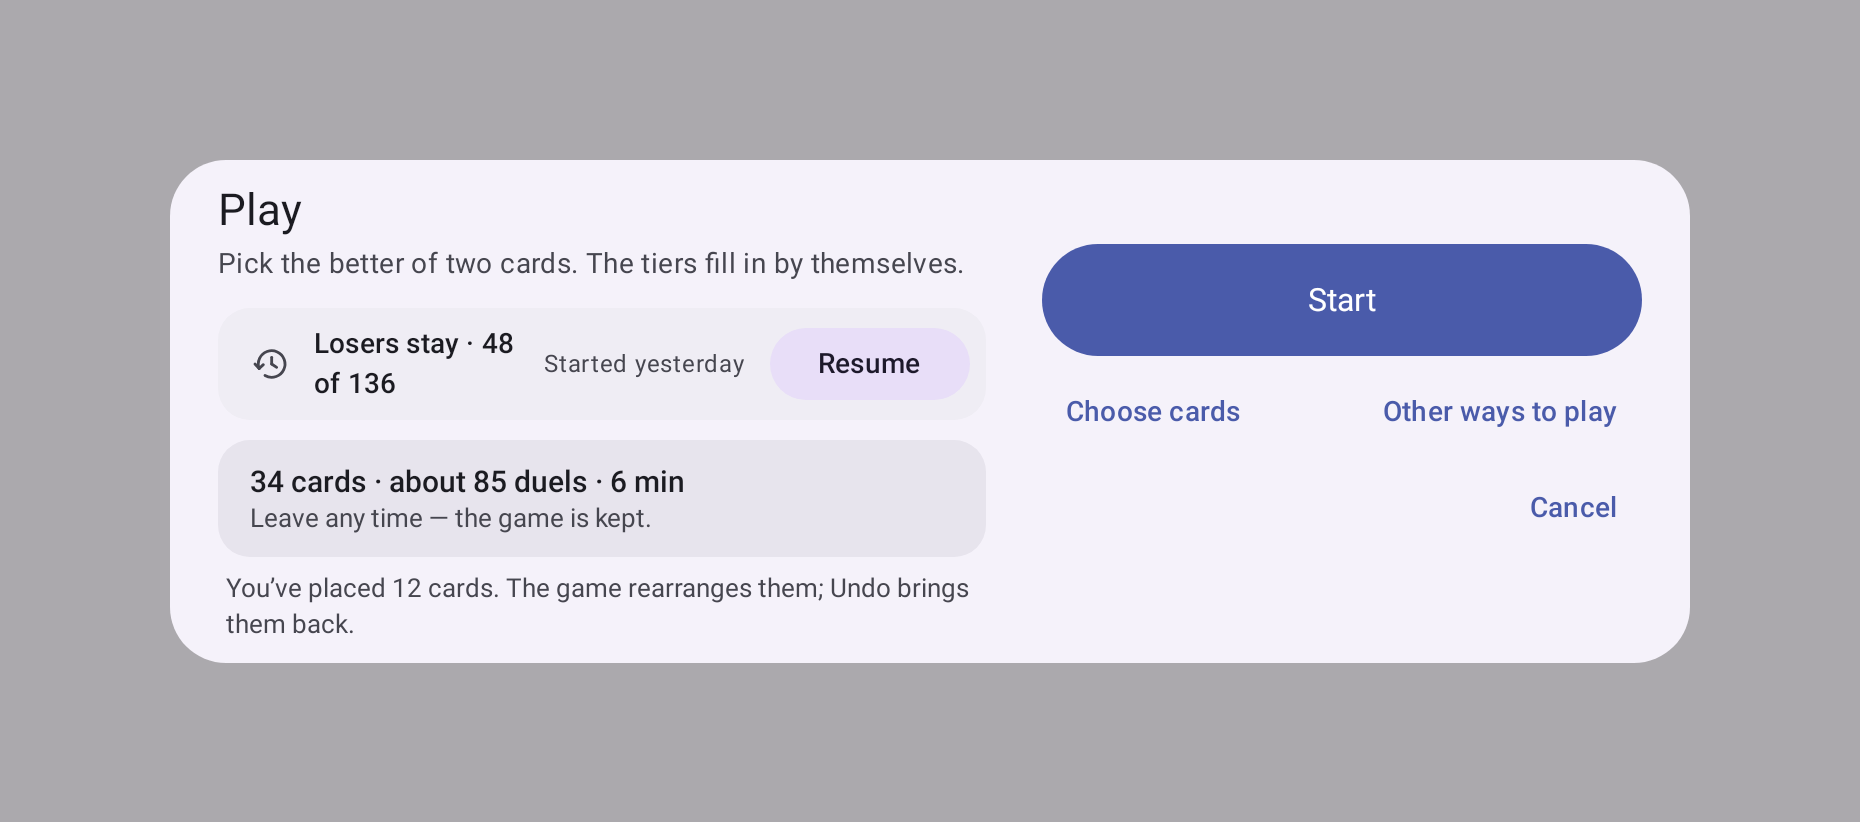 Play
Pick the better of two cards. The tiers fill in by themselves.
Losers stay · 48
of 136
Started yesterday
Resume
34 cards · about 85 duels · 6 min
Leave any time — the game is kept.
You’ve placed 12 cards. The game rearranges them; Undo brings
them back.
Start
Choose cards
Other ways to play
Cancel